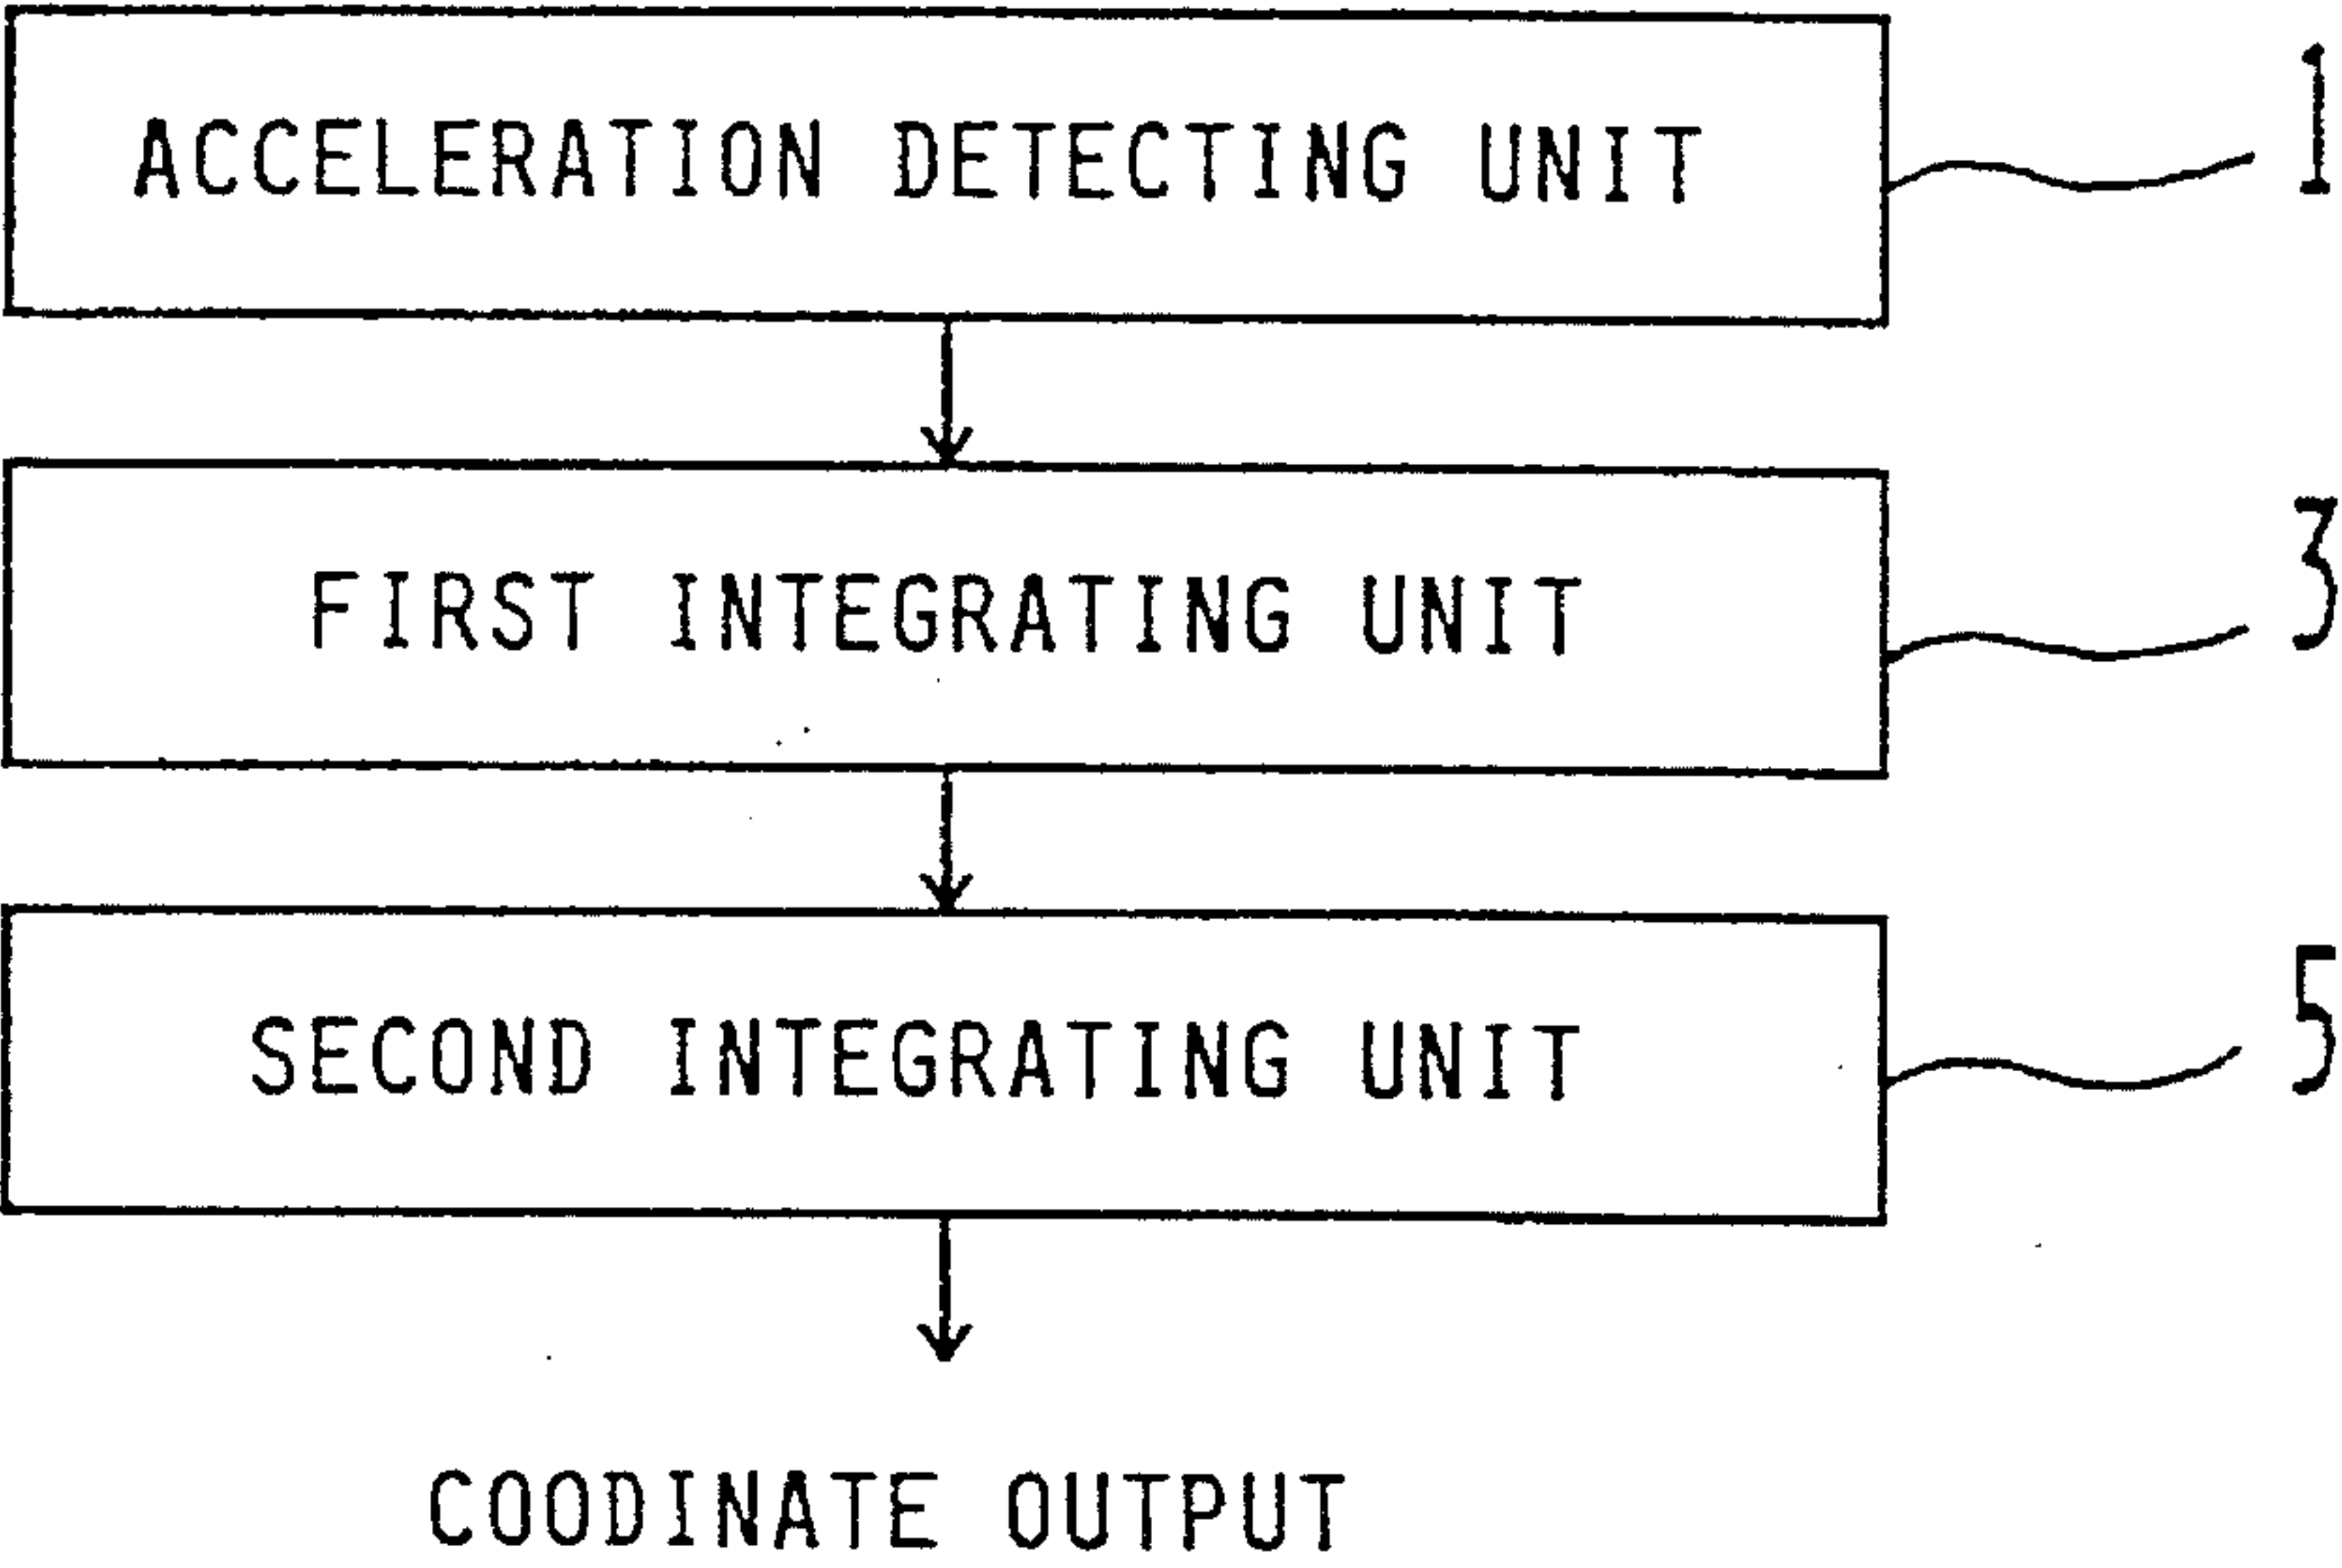 ACCELERATION DETECTING UNIT
1
FIRST INTEGRATING UNIT
3
SECOND INTEGRATING UNIT
5
COODINATE OUTPUT